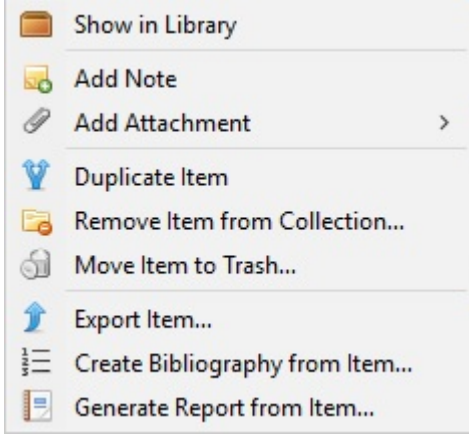 Show in Library
Add Note
Add Attachment
Duplicate Item
Remove Item from Collection...
Move Item to Trash...
Export Item...
Create Bibliography from Item...
Generate Report from Item...